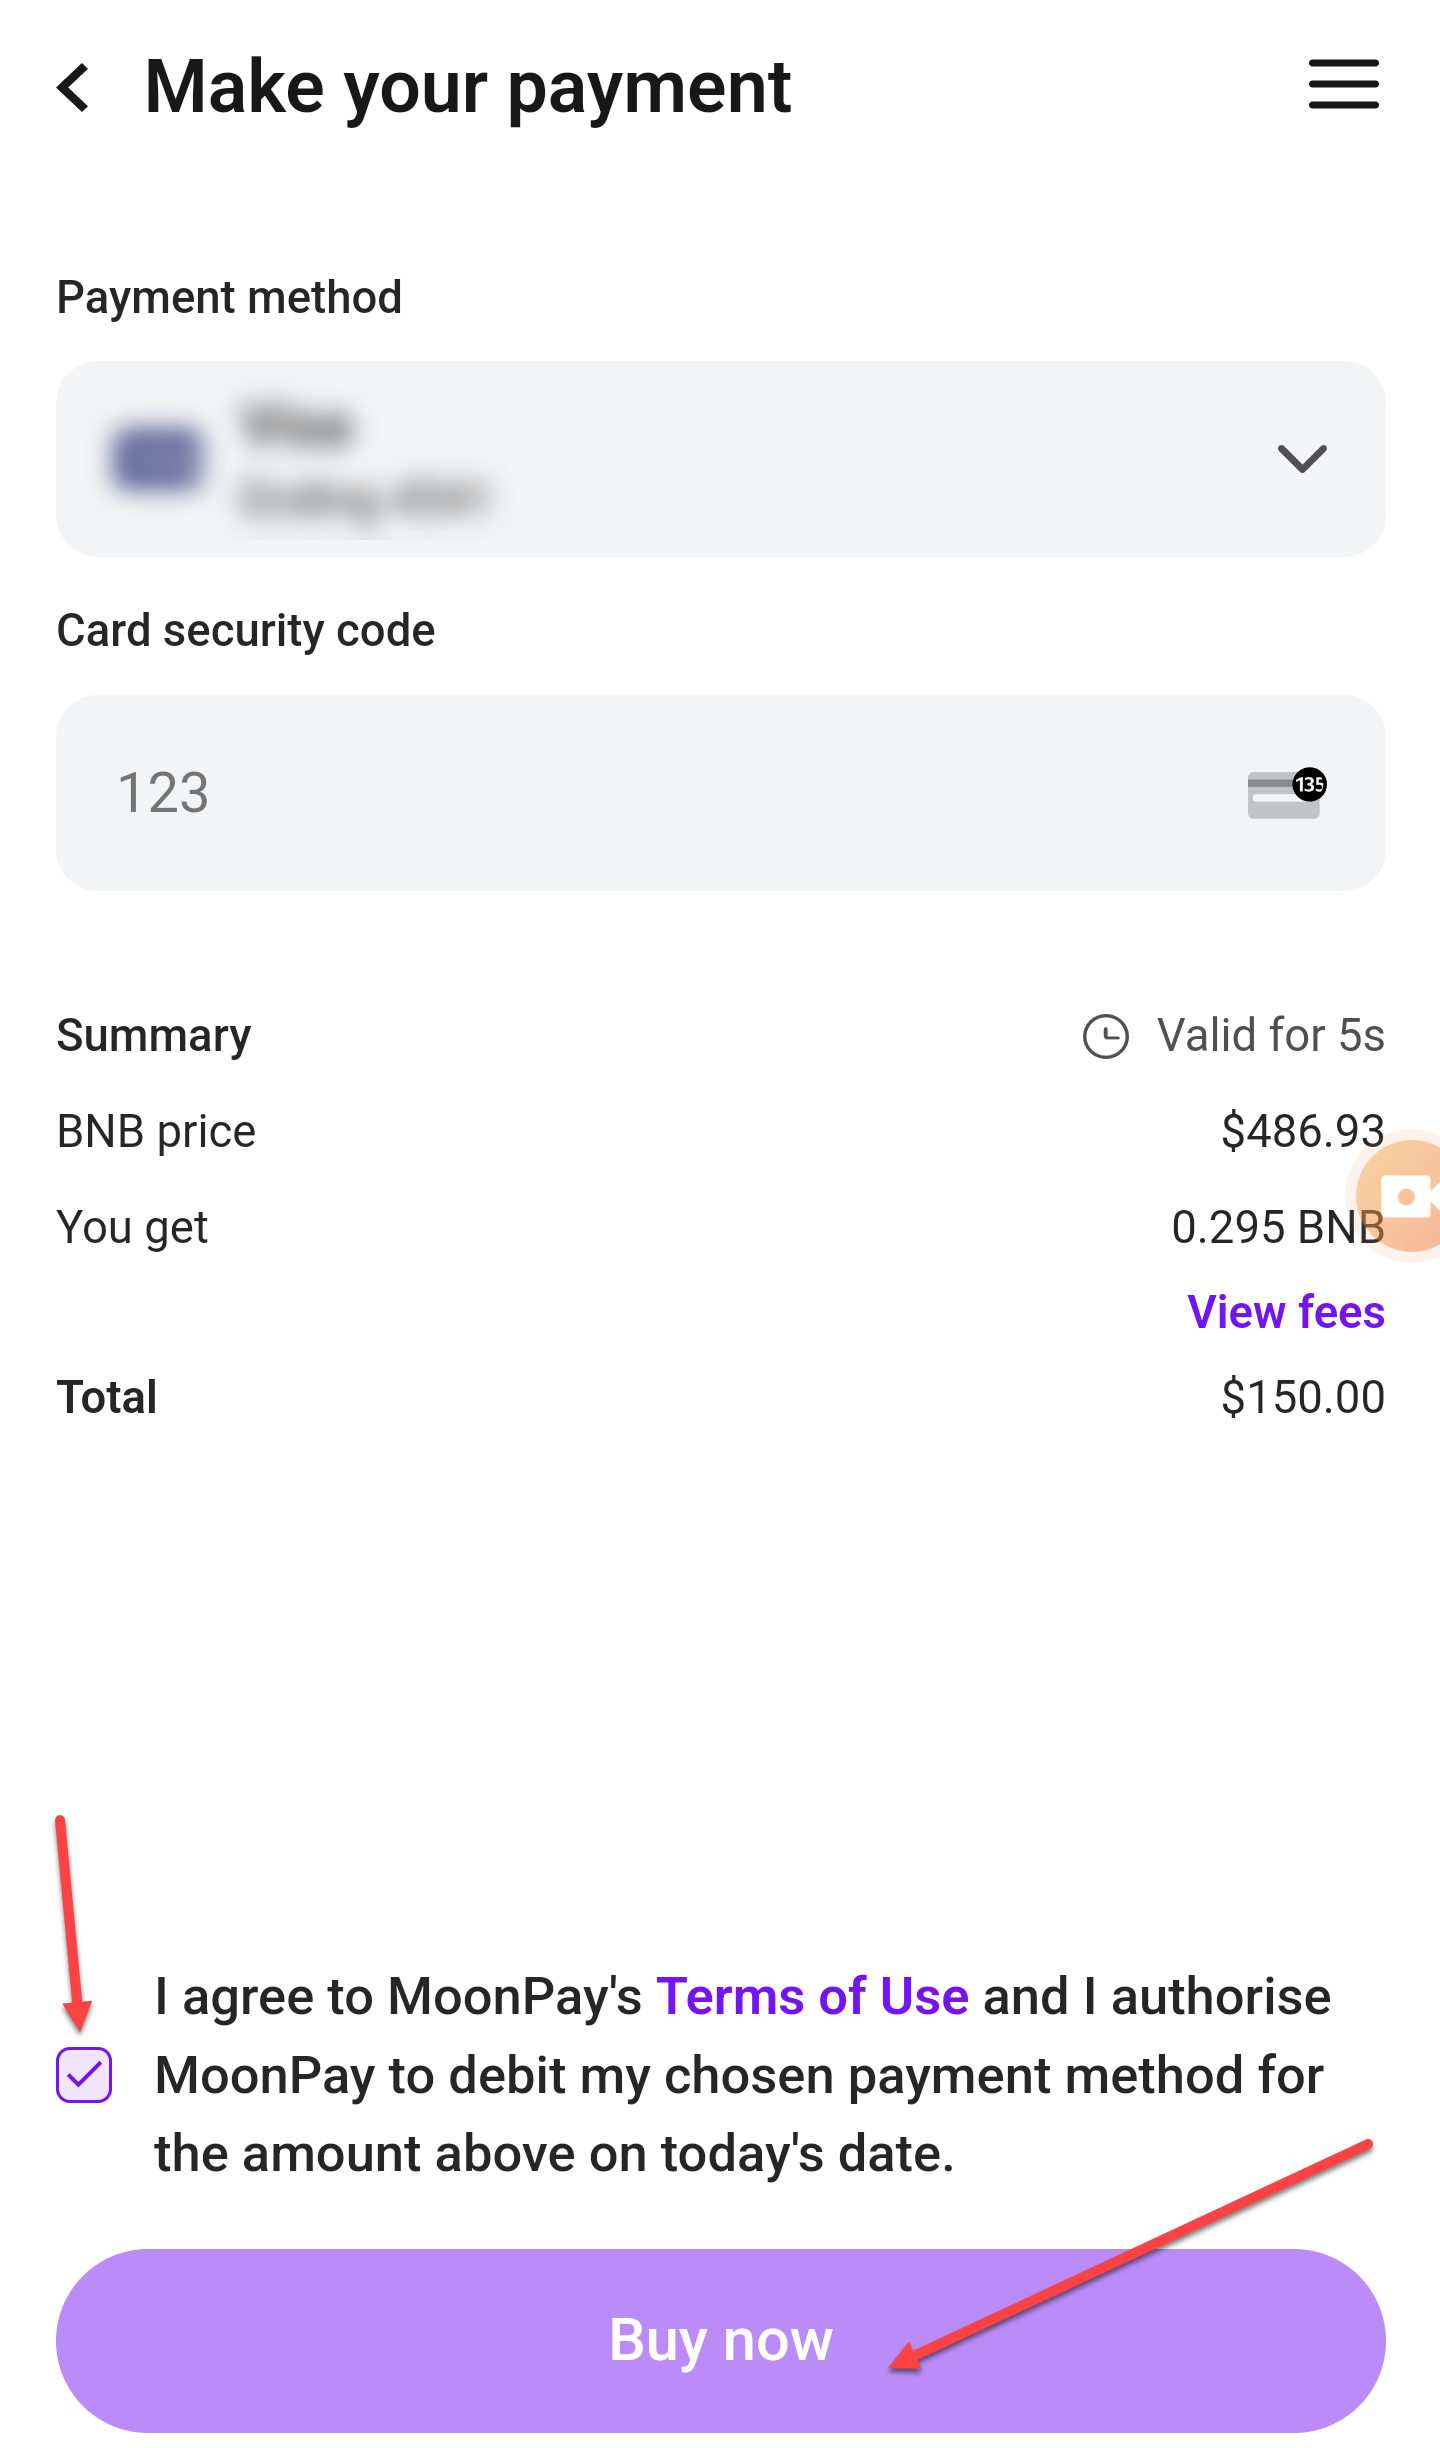 Make your payment
Payment method
Card security code
123
135
Summary
Valid for 5s
BNB price
$486.93
You get
0.295 BNB
View fees
Total
$150.00
I agree to MoonPay's Terms of Use and I authorise
MoonPay to debit my chosen payment method for
the amount above on today's date.
Buy now